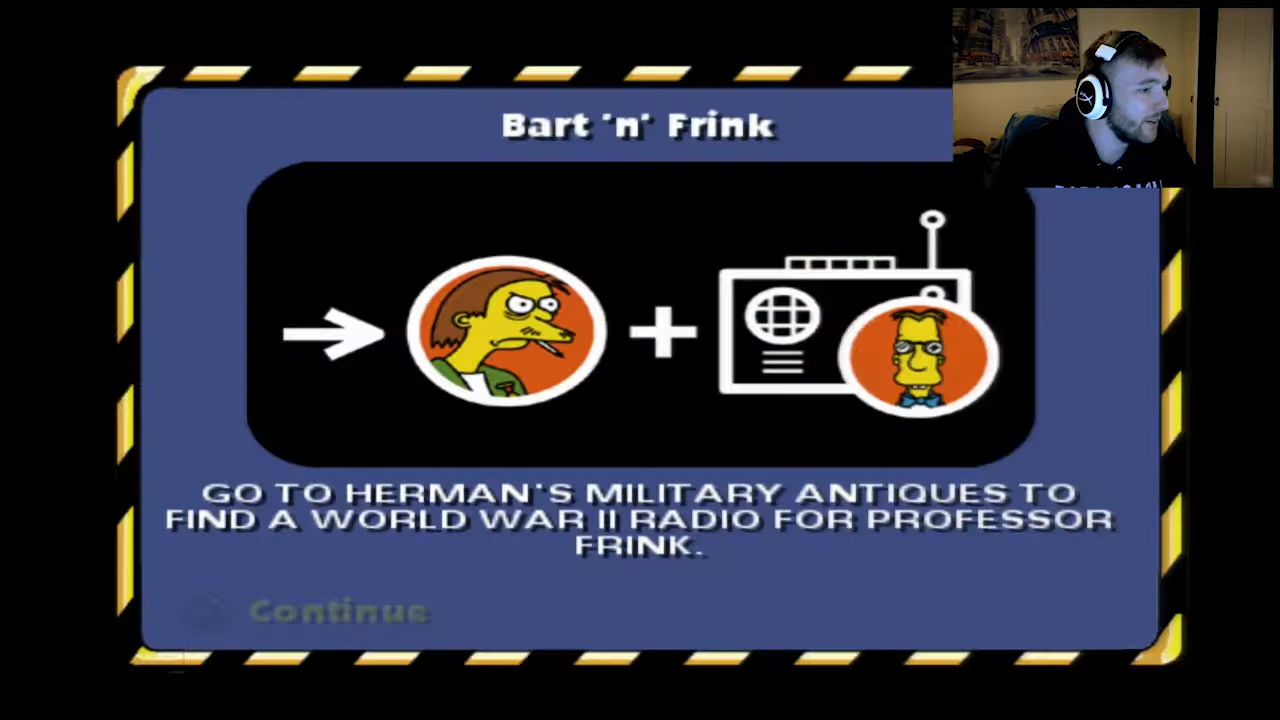 Bart 'n' Frink
GO TO HERMAN'S MILITARY ANTIQUES TO
FIND A WORLD WAR II RADIO FOR PROFESSOR
FRINK.
Continue